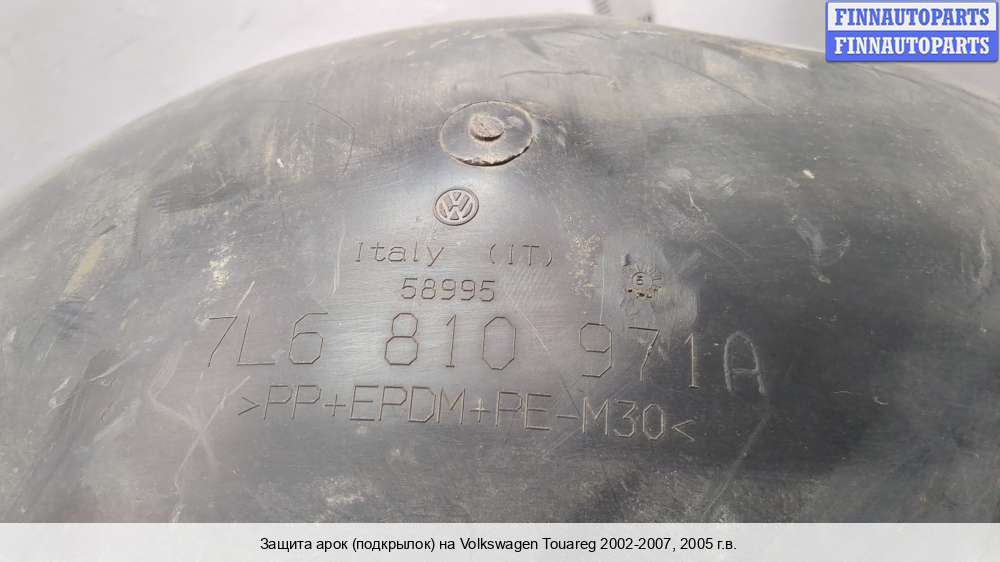 FINNAUTOPARTS
FINNAUTOPARTS
Italy (IT)
58995
7L6 810 971A
>PP+EPDM+PE-M30<
Защита арок (подкрылок) на Volkswagen Touareg 2002-2007, 2005 г.в.